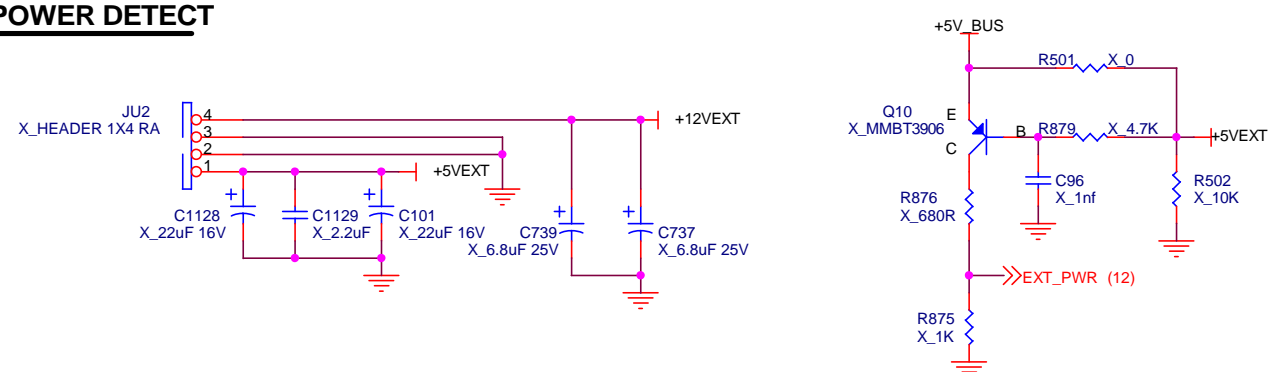 POWER DETECT
JU2
X_HEADER 1X4 RA
4
3
2
1
+12VEXT
+5VEXT
C1128
X_22uF 16V
C1129
X_2.2uF
C101
X_22uF 16V
C739
X_6.8uF 25V
C737
X_6.8uF 25V
+5V_BUS
R501
X_0
Q10
X_MMBT3906
E
B
C
R879
X_4.7K
+5VEXT
C96
X_1nf
R502
X_10K
R876
X_680R
EXT_PWR (12)
R875
X_1K